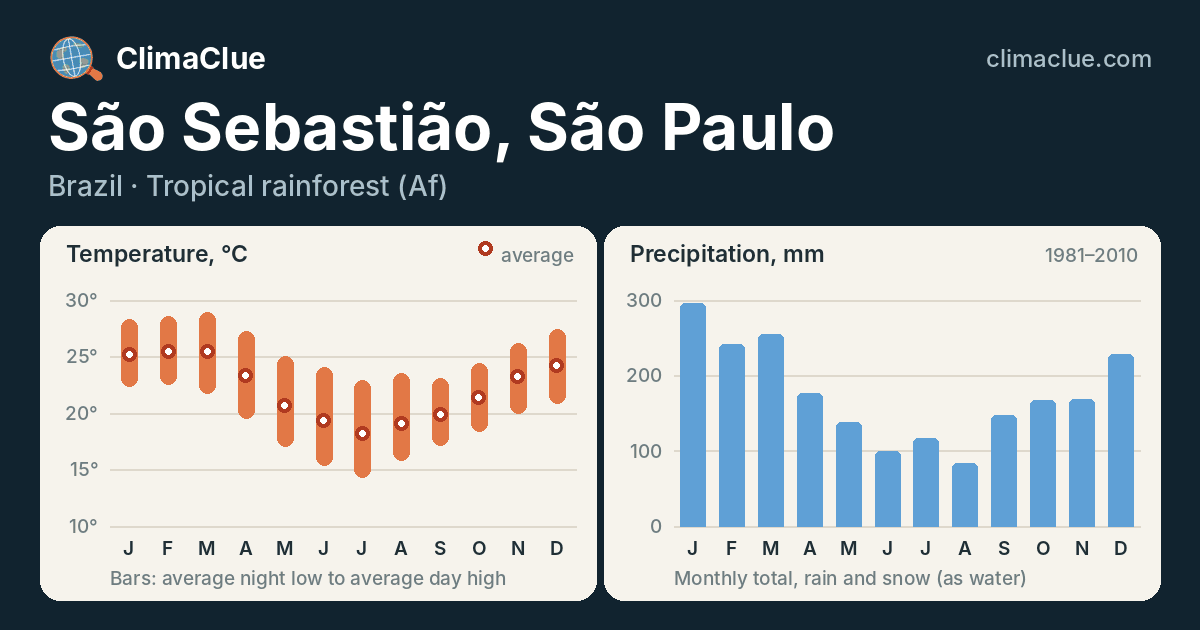 ClimaClue
climaclue.com
São Sebastião, São Paulo
Brazil · Tropical rainforest (Af)
Temperature, °C
average
30°
25°
20°
15°
10°
J F M A M J J A S O N D
Bars: average night low to average day high
Precipitation, mm
1981–2010
300
200
100
0
J F M A M J J A S O N D
Monthly total, rain and snow (as water)